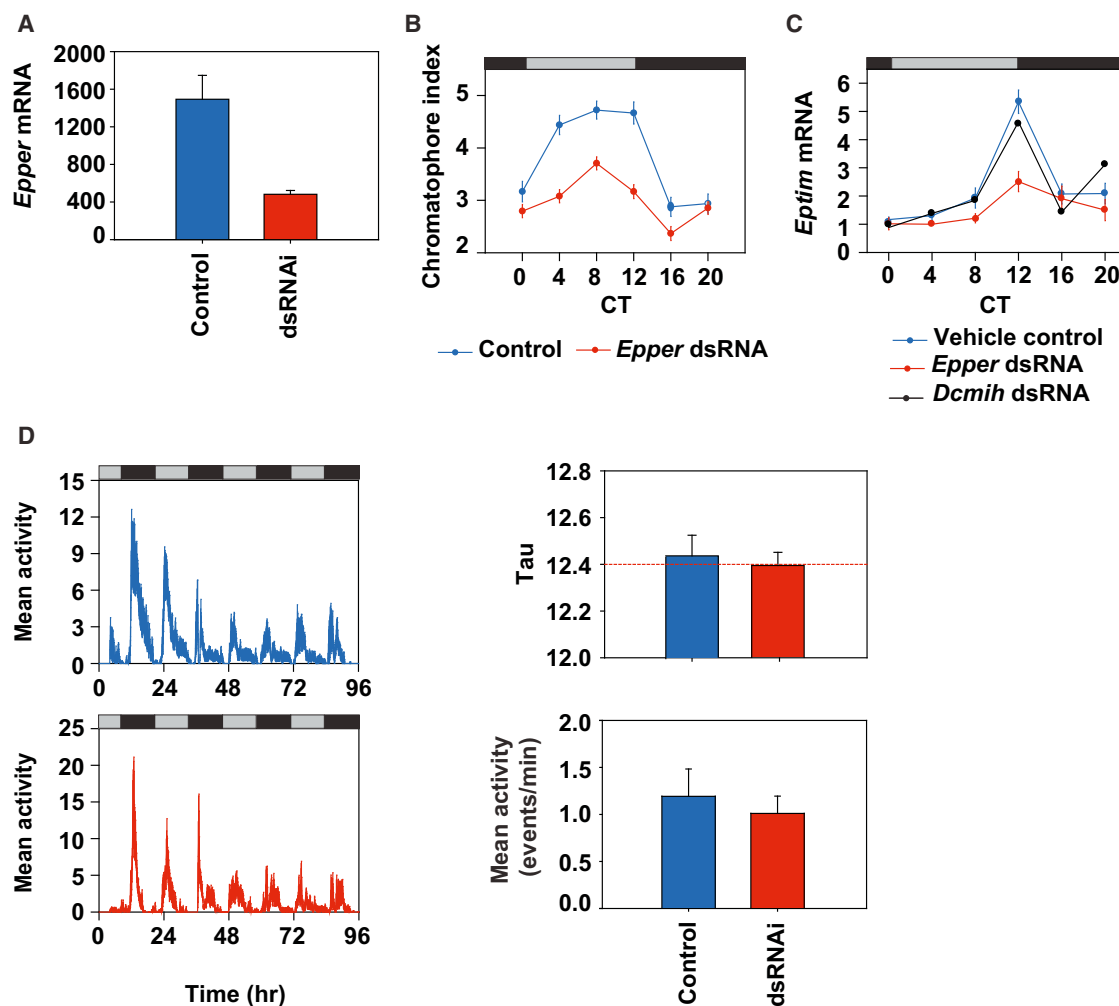 A
Epper mRNA
2000
1600
1200
800
400
0
Control
dsRNAi
B
Chromatophore index
5
4
3
2
0 4 8 12 16 20
CT
Control Epper dsRNA
C
Eptim mRNA
6
5
4
3
2
1
0
0 4 8 12 16 20
CT
Vehicle control
Epper dsRNA
Dcmih dsRNA
D
Mean activity
15
12
9
6
3
0
0 24 48 72 96
Mean activity
25
20
15
10
5
0
0 24 48 72 96
Time (hr)
Tau
12.8
12.6
12.4
12.2
12.0
Mean activity
(events/min)
2.0
1.5
1.0
0.5
0.0
Control
dsRNAi